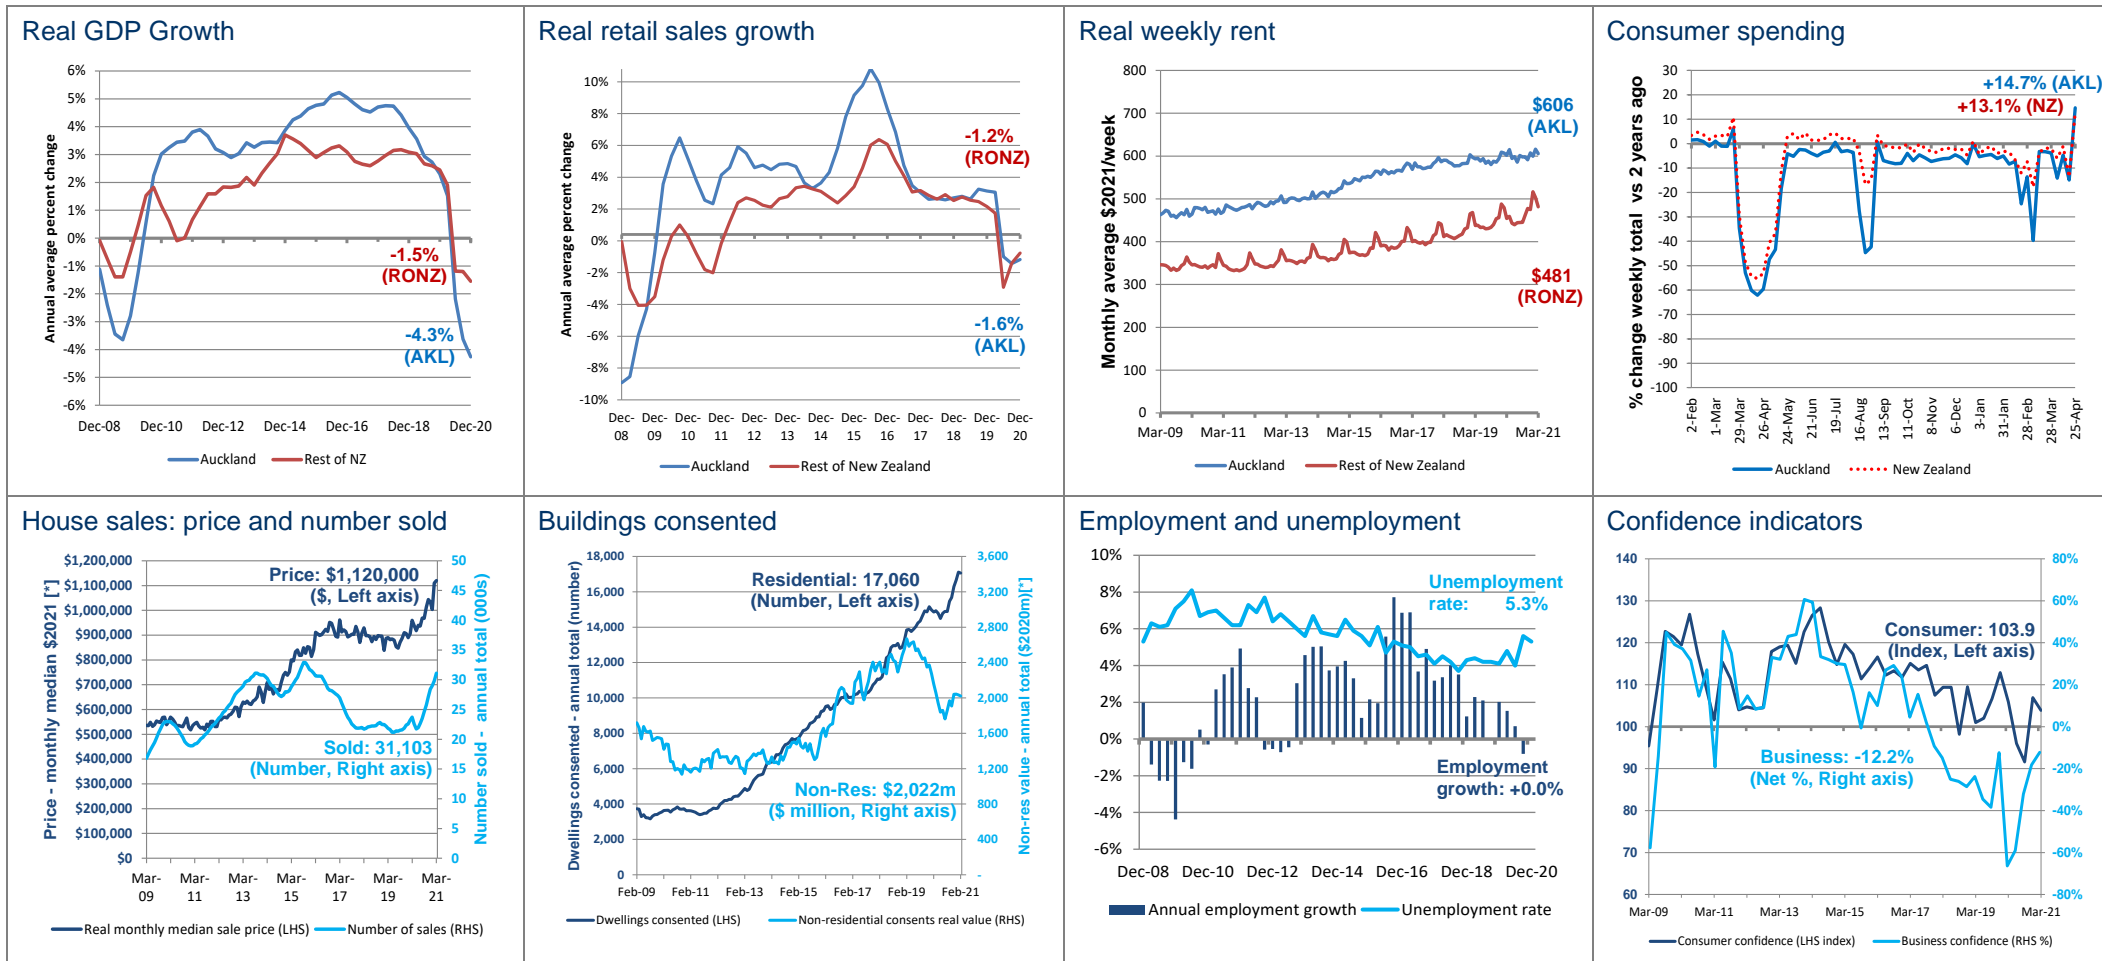 Real GDP Growth
Annual average percent change
6%
5%
4%
3%
2%
1%
0%
-1%
-2%
-3%
-4%
-5%
-6%
-1.5%
(RONZ)
-4.3%
(AKL)
Dec-08 Dec-10 Dec-12 Dec-14 Dec-16 Dec-18 Dec-20
Auckland Rest of NZ
Real retail sales growth
Annual average percent change
10%
8%
6%
4%
2%
0%
-2%
-4%
-6%
-8%
-10%
-1.2%
(RONZ)
-1.6%
(AKL)
Dec- Dec- Dec- Dec- Dec- Dec- Dec- Dec- Dec- Dec- Dec- Dec- Dec-
08 09 10 11 12 13 14 15 16 17 18 19 20
Auckland Rest of New Zealand
Real weekly rent
Monthly average $2021/week
800
700
600
500
400
300
200
100
0
$606
(AKL)
$481
(RONZ)
Mar-09 Mar-11 Mar-13 Mar-15 Mar-17 Mar-19 Mar-21
Auckland Rest of New Zealand
Consumer spending
% change weekly total vs 2 years ago
30
20
10
0
-10
-20
-30
-40
-50
-60
-70
-80
-90
-100
+14.7% (AKL)
+13.1% (NZ)
2-Feb
1-Mar
29-Mar
26-Apr
24-May
21-Jun
19-Jul
16-Aug
13-Sep
11-Oct
8-Nov
6-Dec
3-Jan
31-Jan
28-Feb
28-Mar
25-Apr
Auckland New Zealand
House sales: price and number sold
Price - monthly median $2021 [*]
$1,200,000
$1,100,000
$1,000,000
$900,000
$800,000
$700,000
$600,000
$500,000
$400,000
$300,000
$200,000
$100,000
$0
Price: $1,120,000
($, Left axis)
Sold: 31,103
(Number, Right axis)
50
45
40
35
30
25
20
15
10
5
0
Number sold - annual total (000s)
Mar- Mar- Mar- Mar- Mar- Mar- Mar-
09 11 13 15 17 19 21
Real monthly median sale price (LHS) Number of sales (RHS)
Buildings consented
Dwellings consented - annual total (number)
18,000
16,000
14,000
12,000
10,000
8,000
6,000
4,000
2,000
0
Residential: 17,060
(Number, Left axis)
Non-Res: $2,022m
($ million, Right axis)
3,600
3,200
2,800
2,400
2,000
1,600
1,200
800
400
-
Non-res value - annual total ($2020m)[*]
Feb-09 Feb-11 Feb-13 Feb-15 Feb-17 Feb-19 Feb-21
Dwellings consented (LHS) Non-residential consents real value (RHS)
Employment and unemployment
10%
8%
6%
4%
2%
0%
-2%
-4%
-6%
Unemployment
rate: 5.3%
Employment
growth: +0.0%
Dec-08 Dec-10 Dec-12 Dec-14 Dec-16 Dec-18 Dec-20
Annual employment growth Unemployment rate
Confidence indicators
140
130
120
110
100
90
80
70
60
Consumer: 103.9
(Index, Left axis)
Business: -12.2%
(Net %, Right axis)
80%
60%
40%
20%
0%
-20%
-40%
-60%
-80%
Mar-09 Mar-11 Mar-13 Mar-15 Mar-17 Mar-19 Mar-21
Consumer confidence (LHS index) Business confidence (RHS %)